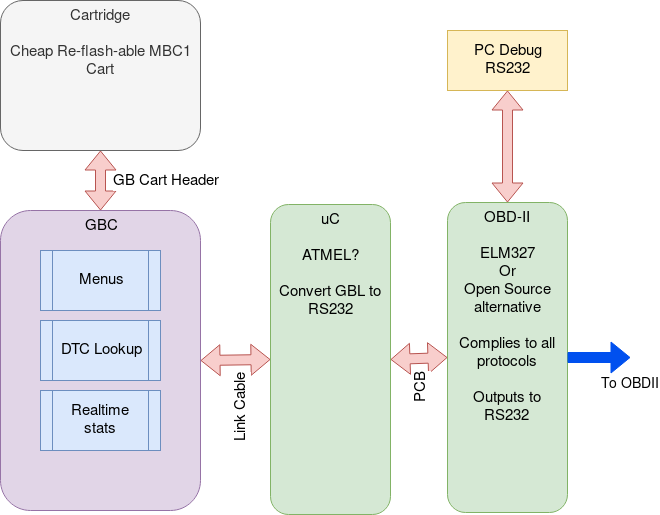 Cartridge
Cheap Re-flash-able MBC1
Cart
GB Cart Header
GBC
Menus
DTC Lookup
Realtime
stats
Link Cable
uC
ATMEL?
Convert GBL to
RS232
PCB
PC Debug
RS232
OBD-II
ELM327
Or
Open Source
alternative
Complies to all
protocols
Outputs to
RS232
To OBDII